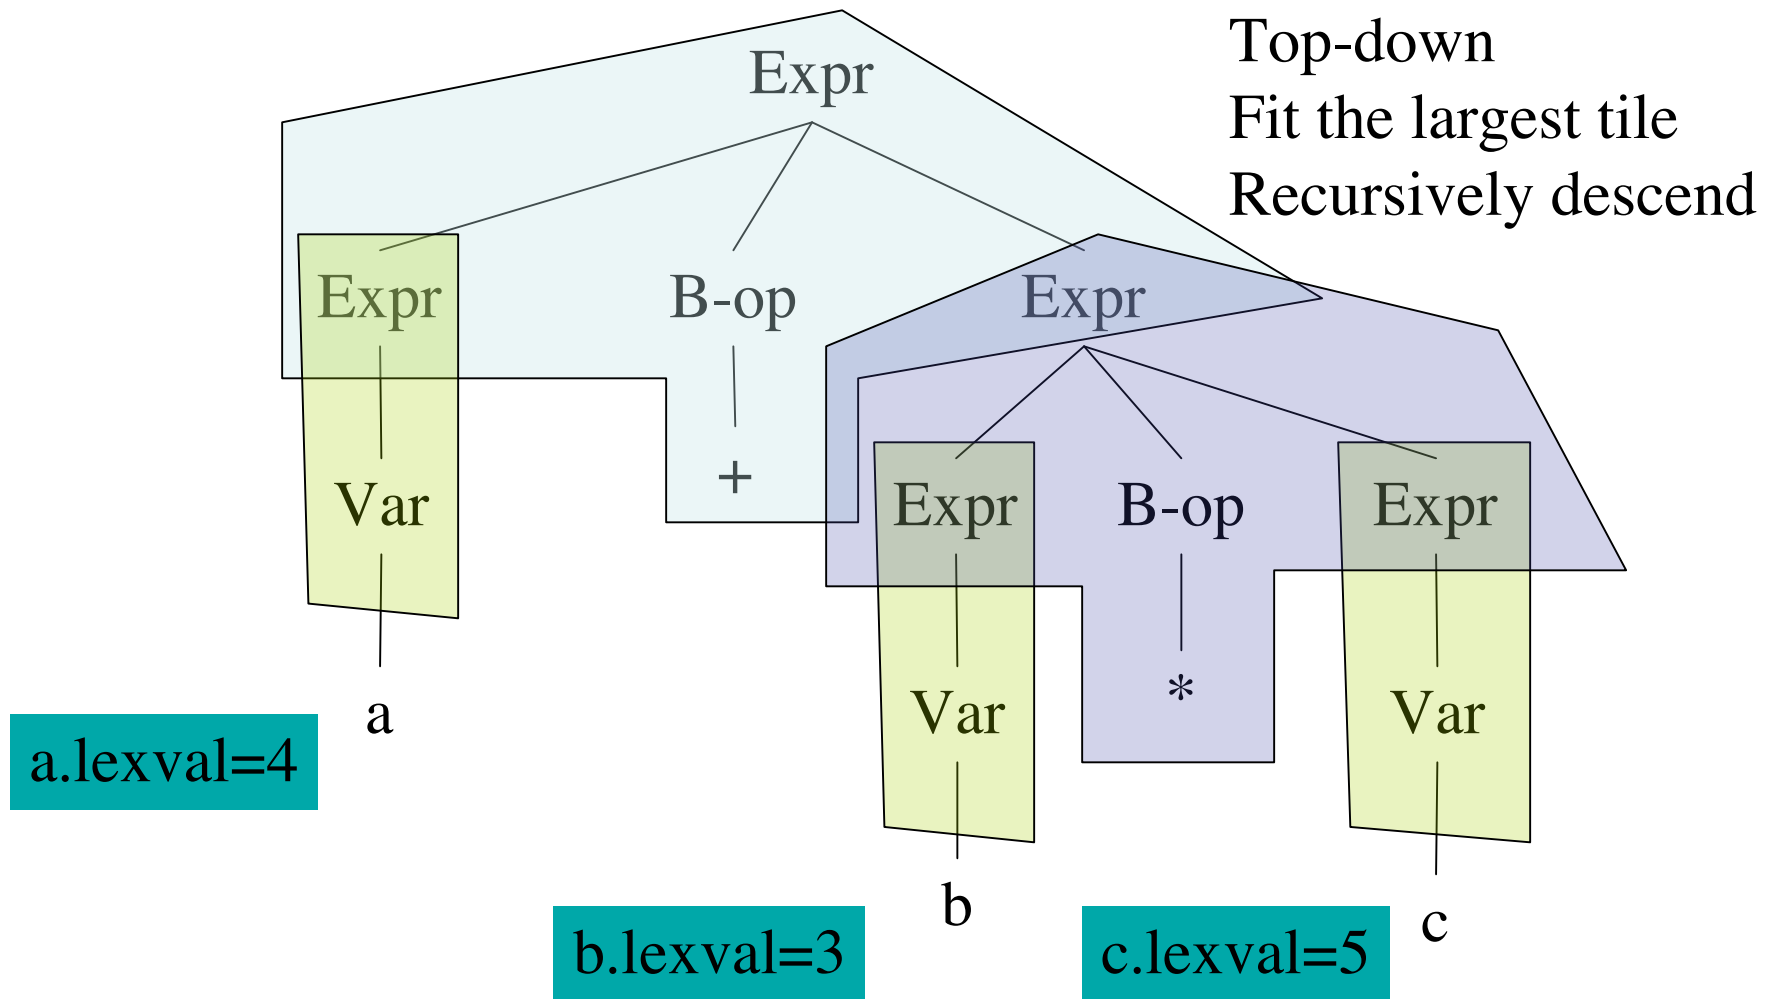 Top-down
Fit the largest tile
Recursively descend
Expr
Expr B-op Expr
+
Var Expr B-op Expr
a Var * Var
a.lexval=4
b c
b.lexval=3 c.lexval=5